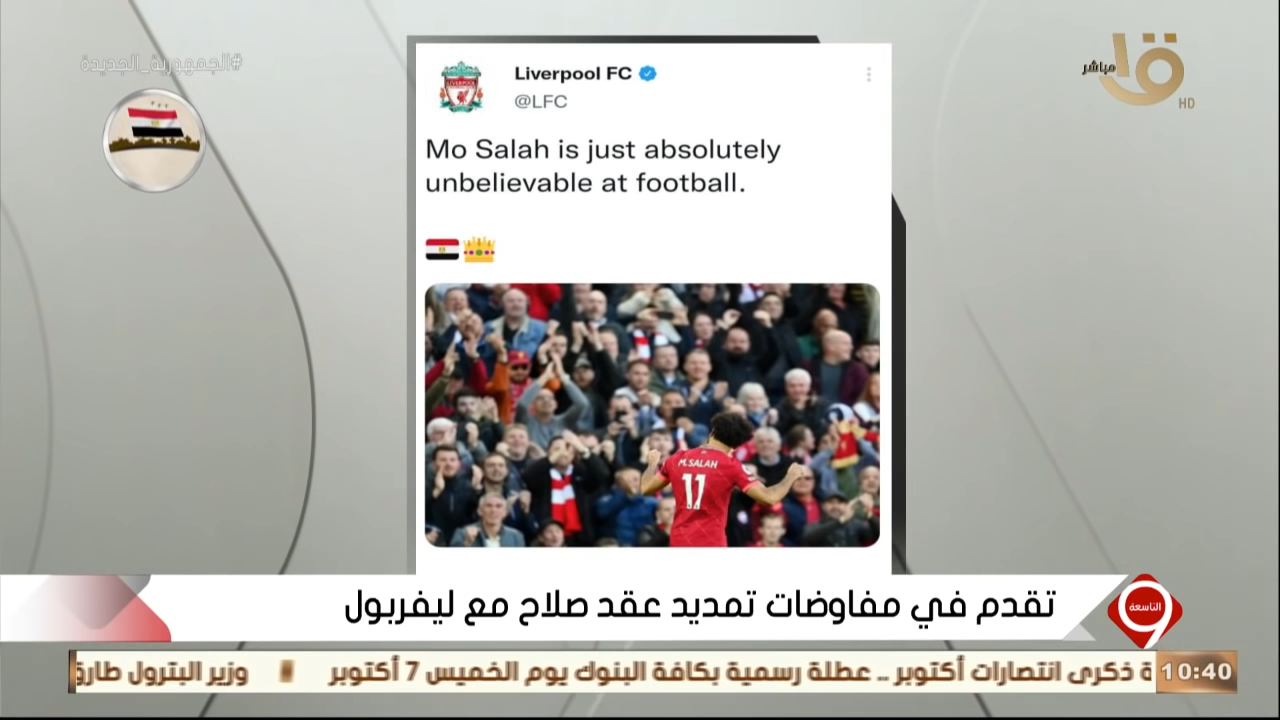 #الجمهورية_الجديدة
مباشر
HD
Liverpool FC
@LFC
Mo Salah is just absolutely
unbelievable at football.
LIVERPOOL
M.SALAH
11
تقدم في مفاوضات تمديد عقد صلاح مع ليفربول
التاسعة
9
ة ذكرى انتصارات أكتوبر .. عطلة رسمية بكافة البنوك يوم الخميس 7 أكتوبر
وزير البترول طارق
10:40